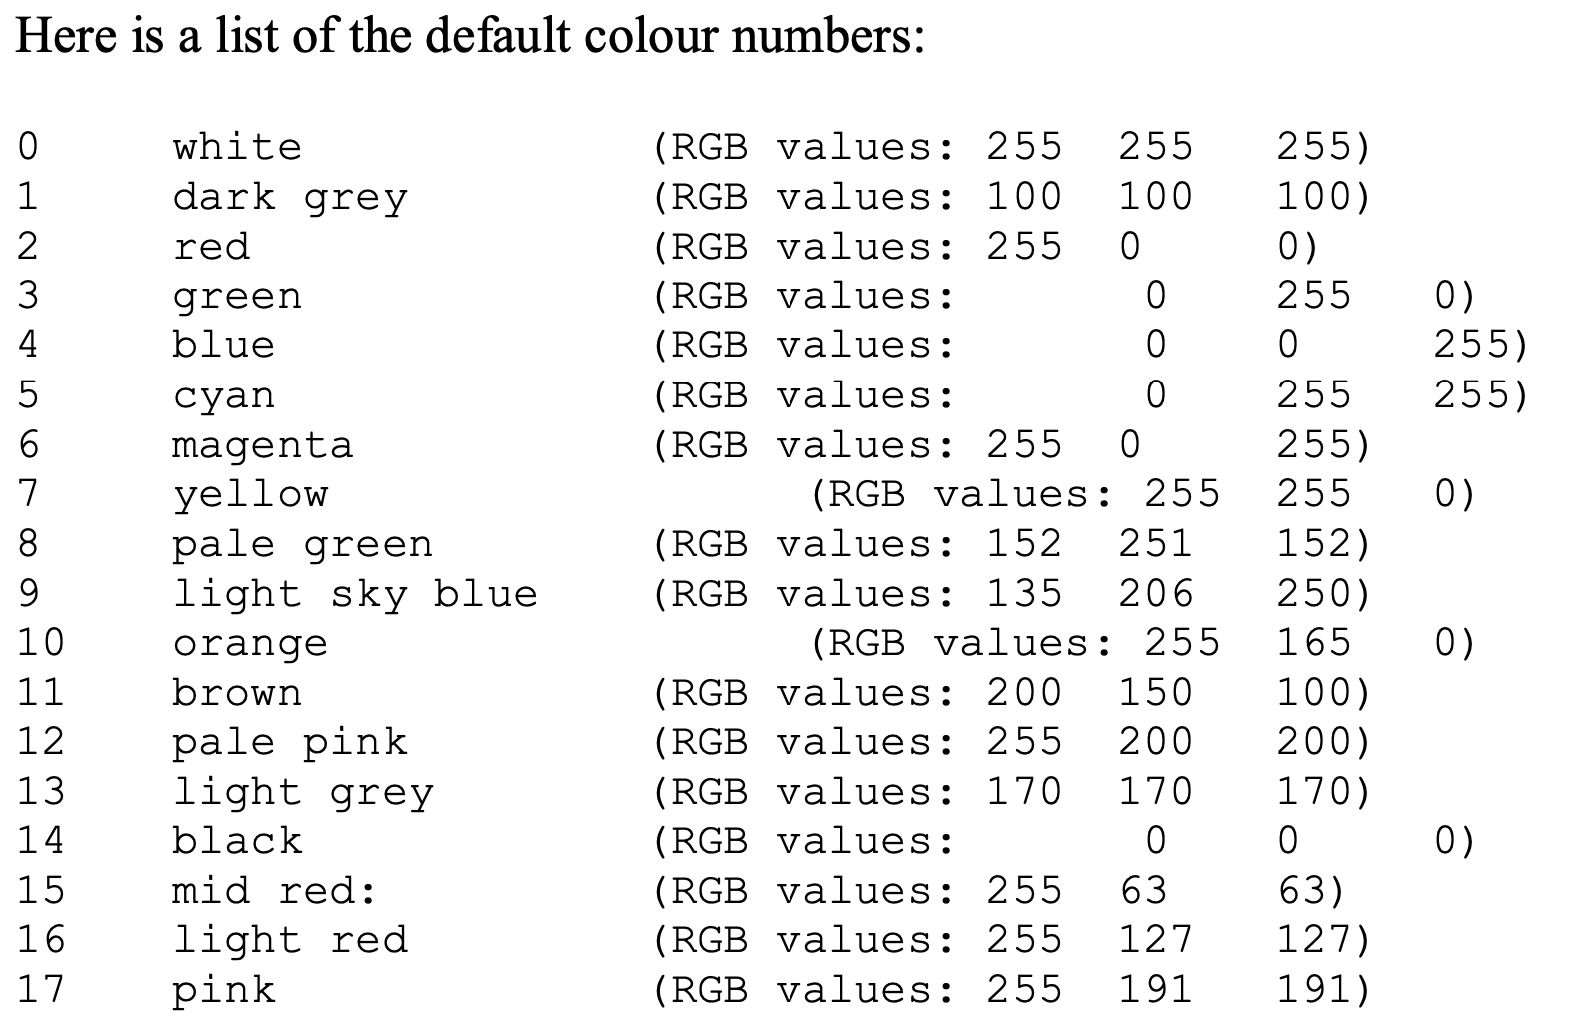 Here is a list of the default colour numbers:
0 white (RGB values: 255 255 255)
1 dark grey (RGB values: 100 100 100)
2 red (RGB values: 255 0 0)
3 green (RGB values: 0 255 0)
4 blue (RGB values: 0 0 255)
5 cyan (RGB values: 0 255 255)
6 magenta (RGB values: 255 0 255)
7 yellow (RGB values: 255 255 0)
8 pale green (RGB values: 152 251 152)
9 light sky blue (RGB values: 135 206 250)
10 orange (RGB values: 255 165 0)
11 brown (RGB values: 200 150 100)
12 pale pink (RGB values: 255 200 200)
13 light grey (RGB values: 170 170 170)
14 black (RGB values: 0 0 0)
15 mid red: (RGB values: 255 63 63)
16 light red (RGB values: 255 127 127)
17 pink (RGB values: 255 191 191)